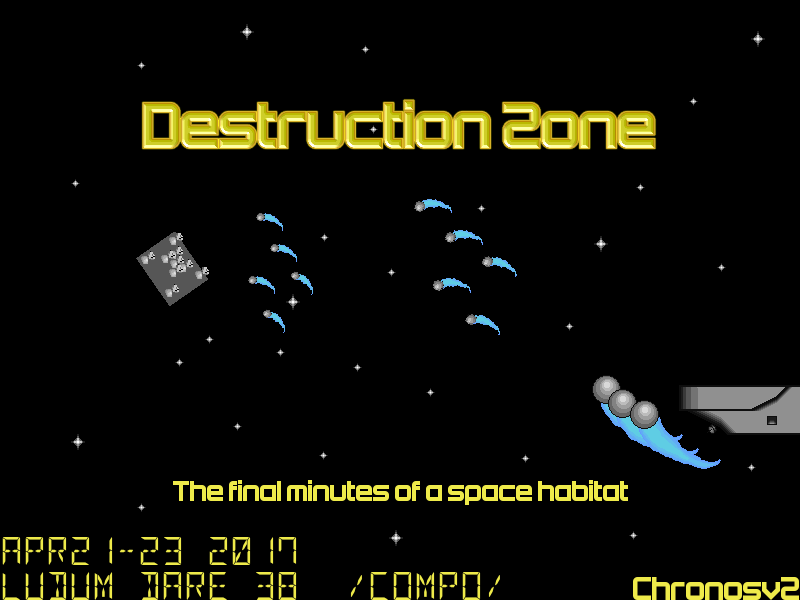 Destruction Zone
The final minutes of a space habitat
APR21-23 2017
LUDUM DARE 38 /COMPO/
Chronosv2